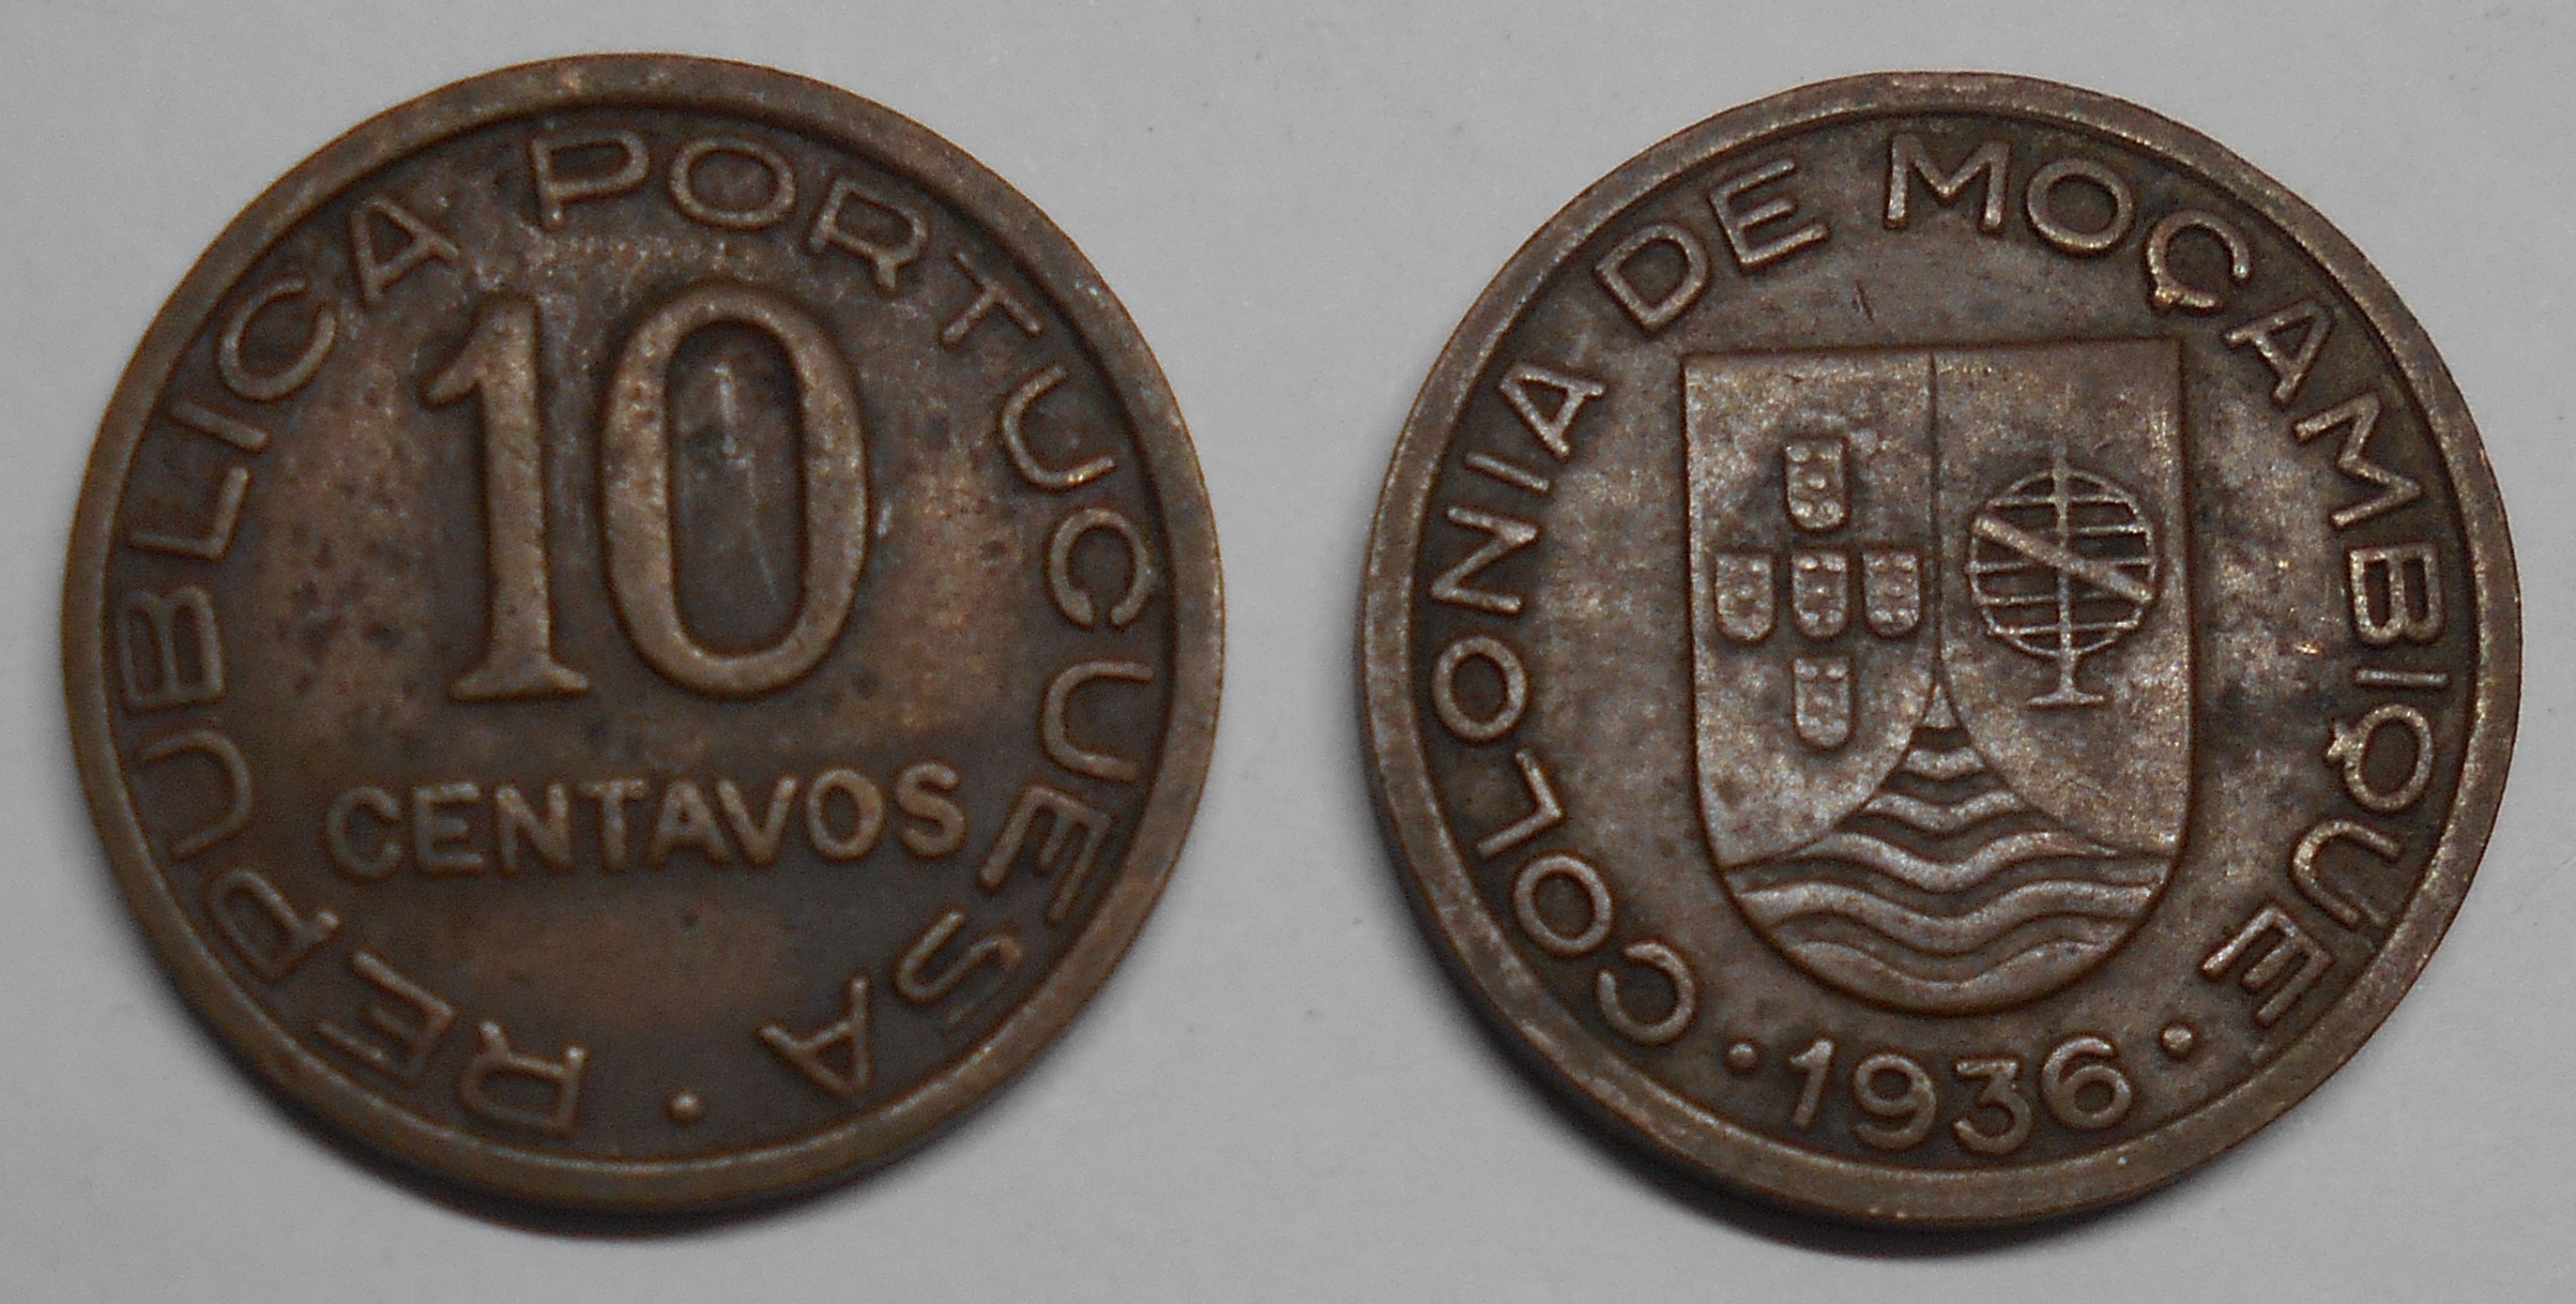 REPUBLICA PORTUGUESA
10
CENTAVOS
COLONIA DE MOÇAMBIQUE
1936